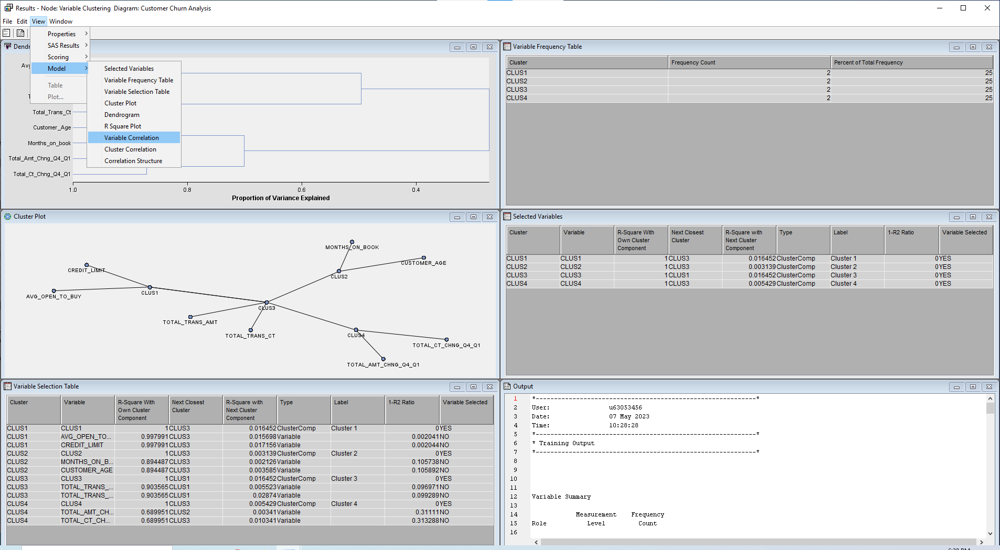 Results - Node: Variable Clustering  Diagram: Customer Churn Analysis
File Edit View Window
Properties
SAS Results
Scoring
Model
Table
Plot...
Selected Variables
Variable Frequency Table
Variable Selection Table
Cluster Plot
Dendrogram
R Square Plot
Variable Correlation
Cluster Correlation
Correlation Structure
Total_Trans_Ct
Customer_Age
Months_on_book
Total_Amt_Chng_Q4_Q1
Total_Ct_Chng_Q4_Q1
1.0 0.8 0.6 0.4
Proportion of Variance Explained
Variable Frequency Table
Cluster Frequency Count Percent of Total Frequency
CLUS1 2 25
CLUS2 2 25
CLUS3 2 25
CLUS4 2 25
Cluster Plot
MONTHS_ON_BOOK
CUSTOMER_AGE
CREDIT_LIMIT
CLUS2
AVG_OPEN_TO_BUY
CLUS1
CLUS3
TOTAL_TRANS_AMT
TOTAL_TRANS_CT
CLUS4
TOTAL_CT_CHNG_Q4_Q1
TOTAL_AMT_CHNG_Q4_Q1
Selected Variables
Cluster Variable R-Square With Own Cluster Component Next Closest Cluster R-Square with Next Cluster Component Type Label 1-R2 Ratio Variable Selected
CLUS1 CLUS1 1 CLUS3 0.016452 ClusterComp Cluster 1 0 YES
CLUS2 CLUS2 1 CLUS3 0.003139 ClusterComp Cluster 2 0 YES
CLUS3 CLUS3 1 CLUS1 0.016452 ClusterComp Cluster 3 0 YES
CLUS4 CLUS4 1 CLUS3 0.005429 ClusterComp Cluster 4 0 YES
Variable Selection Table
Cluster Variable R-Square With Own Cluster Component Next Closest Cluster R-Square with Next Cluster Component Type Label 1-R2 Ratio Variable Selected
CLUS1 CLUS1 1 CLUS3 0.016452 ClusterComp Cluster 1 0 YES
CLUS1 AVG_OPEN_TO... 0.997991 CLUS3 0.015698 Variable 0.002041 NO
CLUS1 CREDIT_LIMIT 0.997991 CLUS3 0.017156 Variable 0.002044 NO
CLUS2 CLUS2 1 CLUS3 0.003139 ClusterComp Cluster 2 0 YES
CLUS2 MONTHS_ON_B... 0.894487 CLUS3 0.002126 Variable 0.105738 NO
CLUS2 CUSTOMER_AGE 0.894487 CLUS3 0.003585 Variable 0.105892 NO
CLUS3 CLUS3 1 CLUS1 0.016452 ClusterComp Cluster 3 0 YES
CLUS3 TOTAL_TRANS_... 0.903565 CLUS1 0.005523 Variable 0.096971 NO
CLUS3 TOTAL_TRANS_... 0.903565 CLUS1 0.02874 Variable 0.099289 NO
CLUS4 CLUS4 1 CLUS3 0.005429 ClusterComp Cluster 4 0 YES
CLUS4 TOTAL_AMT_CH... 0.689951 CLUS2 0.00341 Variable 0.31111 NO
CLUS4 TOTAL_CT_CH... 0.689951 CLUS3 0.010341 Variable 0.313288 NO
Output
1 *------------------------------------------------------------*
2 User: u63053456
3 Date: 07 May 2023
4 Time: 10:28:28
5 *------------------------------------------------------------*
6 * Training Output
7 *------------------------------------------------------------*
8
9
10
11
12 Variable Summary
13
14 Measurement Frequency
15 Role Level Count
16